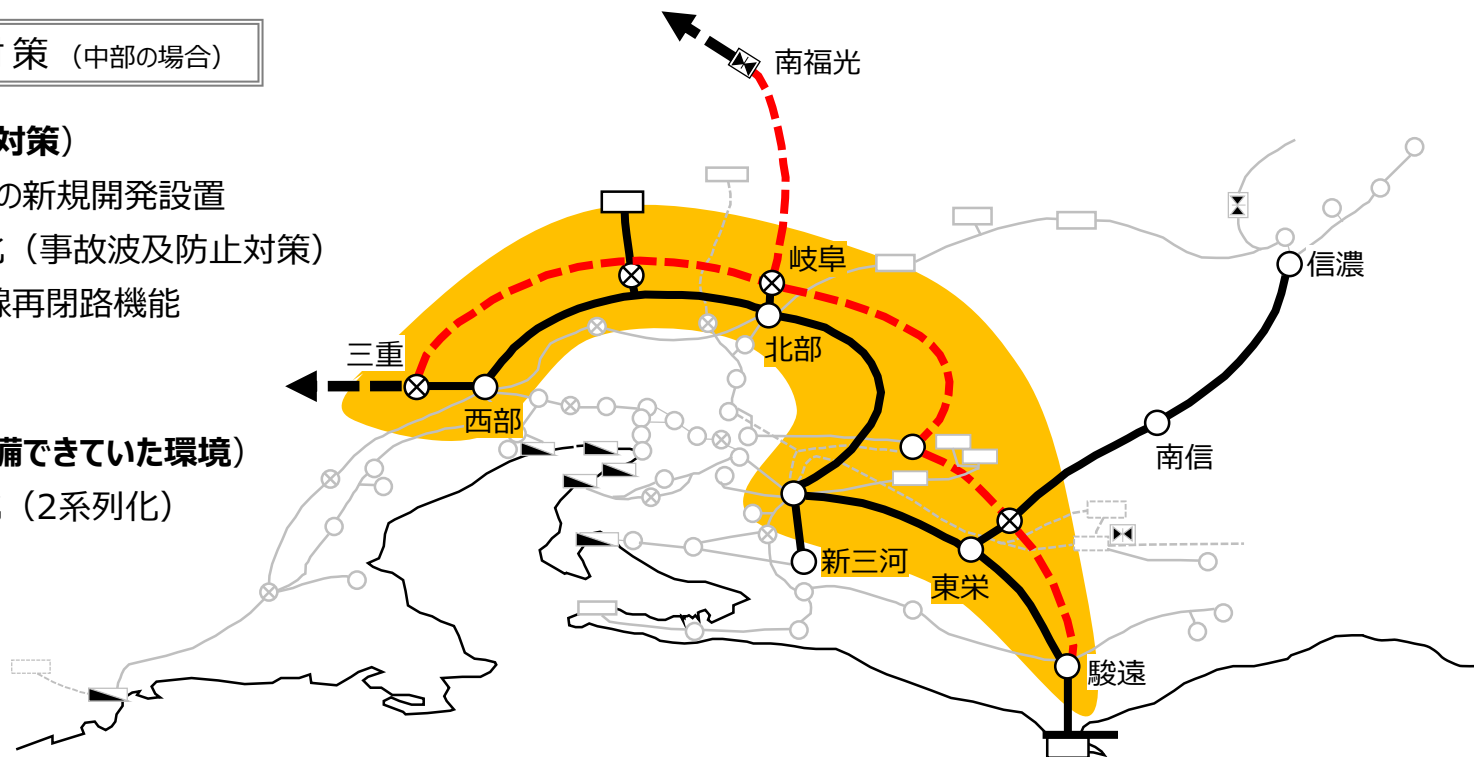 策（中部の場合）
対策）
の新規開発設置
（事故波及防止対策）
線再閉路機能
備できていた環境）
（2系列化）
南福光
岐阜
信濃
北部
三重
西部
南信
新三河
東栄
駿遠